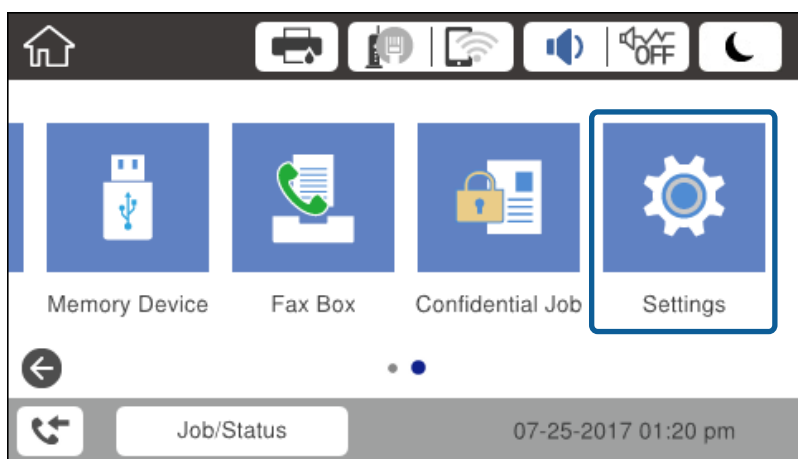 OFF
Memory Device
Fax Box
Confidential Job
Settings
Job/Status
07-25-2017 01:20 pm